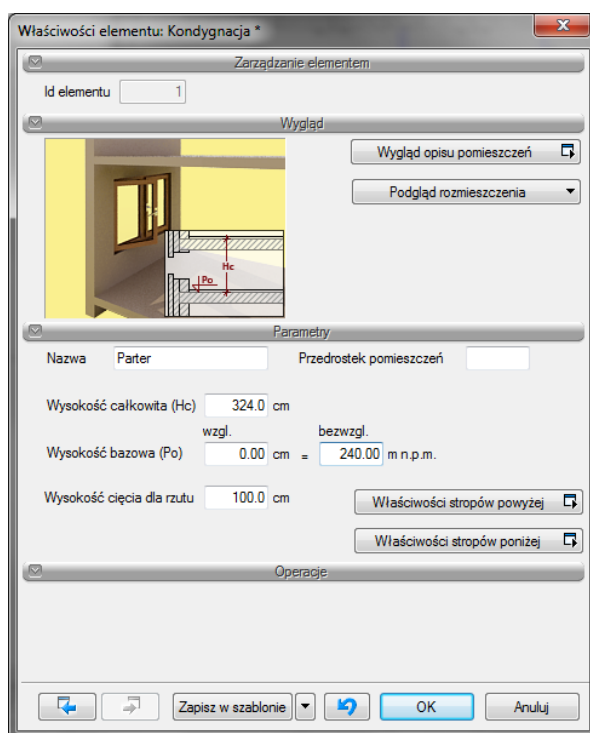 Właściwości elementu: Kondygnacja *
Zarządzanie elementem
Id elementu 1
Wygląd
Wygląd opisu pomieszczeń
Podgląd rozmieszczenia
Hc
Po
Parametry
Nazwa Parter Przedrostek pomieszczeń
Wysokość całkowita (Hc) 324.0 cm
wzgl. bezwzgl.
Wysokość bazowa (Po) 0.00 cm = 240.00 m n.p.m.
Wysokość cięcia dla rzutu 100.0 cm
Właściwości stropów powyżej
Właściwości stropów poniżej
Operacje
Zapisz w szablonie OK Anuluj